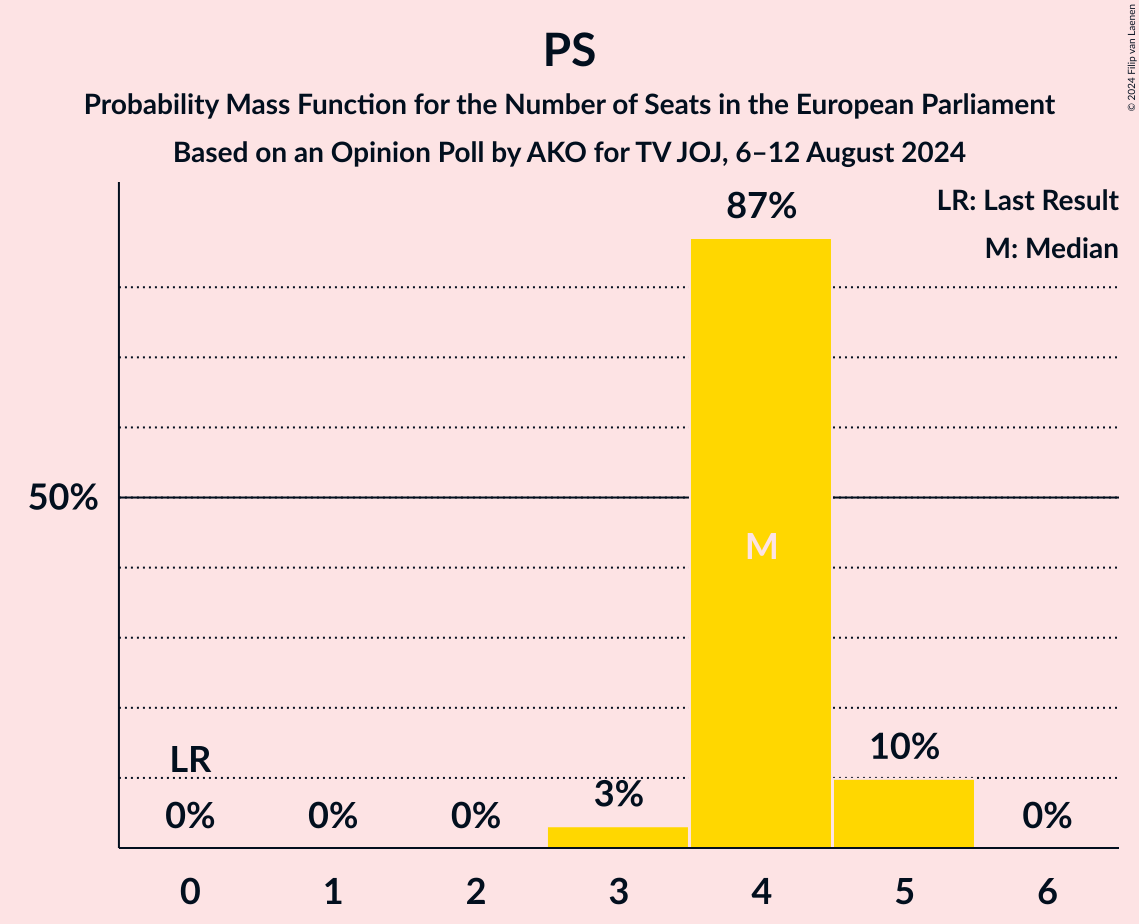 PS
Probability Mass Function for the Number of Seats in the European Parliament
Based on an Opinion Poll by AKO for TV JOJ, 6–12 August 2024
© 2024 Filip van Laenen
LR: Last Result
M: Median
87%
50%
M
LR
10%
3%
0% 0% 0% 0%
0 1 2 3 4 5 6